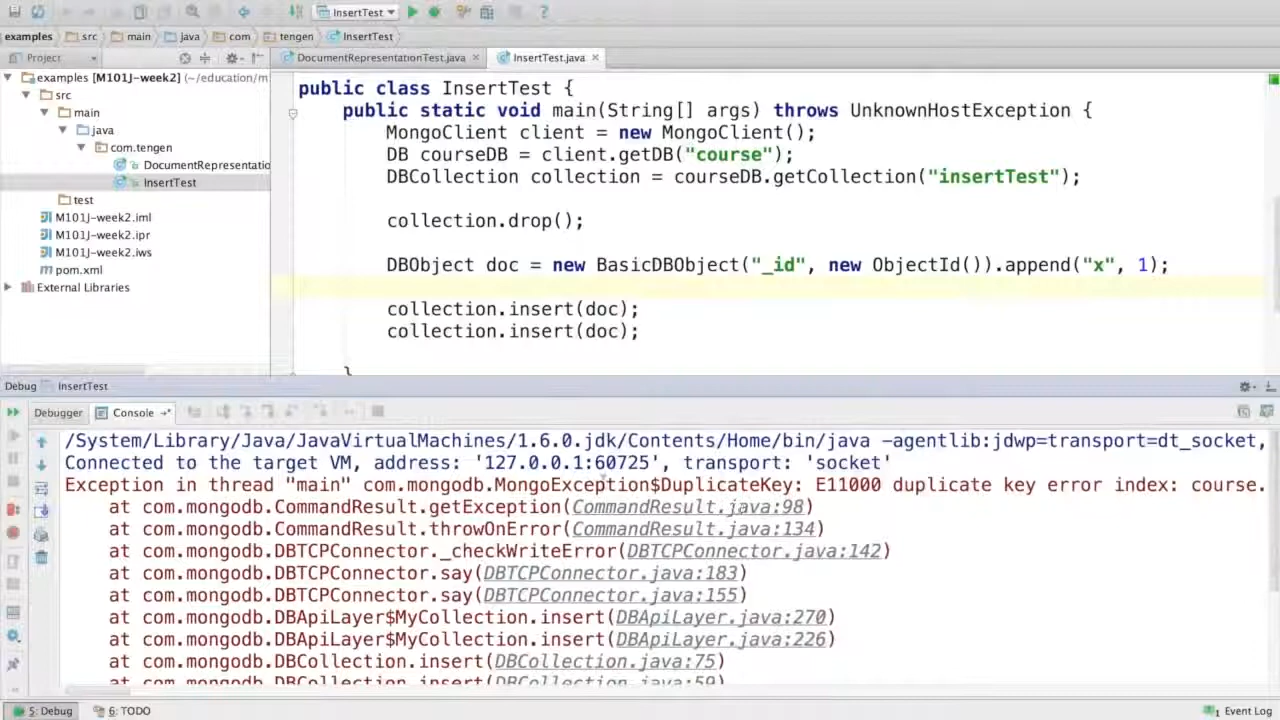 InsertTest
examples src main java com tengen InsertTest
Project
DocumentRepresentationTest.java InsertTest.java
examples [M101J-week2] (~/education/m
src
main
java
com.tengen
DocumentRepresentatio
InsertTest
test
M101J-week2.iml
M101J-week2.ipr
M101J-week2.iws
pom.xml
External Libraries
public class InsertTest {
public static void main(String[] args) throws UnknownHostException {
MongoClient client = new MongoClient();
DB courseDB = client.getDB("course");
DBCollection collection = courseDB.getCollection("insertTest");
collection.drop();
DBObject doc = new BasicDBObject("_id", new ObjectId()).append("x", 1);
collection.insert(doc);
collection.insert(doc);
}
Debug InsertTest
Debugger Console
/System/Library/Java/JavaVirtualMachines/1.6.0.jdk/Contents/Home/bin/java -agentlib:jdwp=transport=dt_socket,
Connected to the target VM, address: '127.0.0.1:60725', transport: 'socket'
Exception in thread "main" com.mongodb.MongoException$DuplicateKey: E11000 duplicate key error index: course.
at com.mongodb.CommandResult.getException(CommandResult.java:98)
at com.mongodb.CommandResult.throwOnError(CommandResult.java:134)
at com.mongodb.DBTCPConnector._checkWriteError(DBTCPConnector.java:142)
at com.mongodb.DBTCPConnector.say(DBTCPConnector.java:183)
at com.mongodb.DBTCPConnector.say(DBTCPConnector.java:155)
at com.mongodb.DBApiLayer$MyCollection.insert(DBApiLayer.java:270)
at com.mongodb.DBApiLayer$MyCollection.insert(DBApiLayer.java:226)
at com.mongodb.DBCollection.insert(DBCollection.java:75)
at com.mongodb.DBCollection.insert(DBCollection.java:59)
5: Debug 6: TODO 1 Event Log